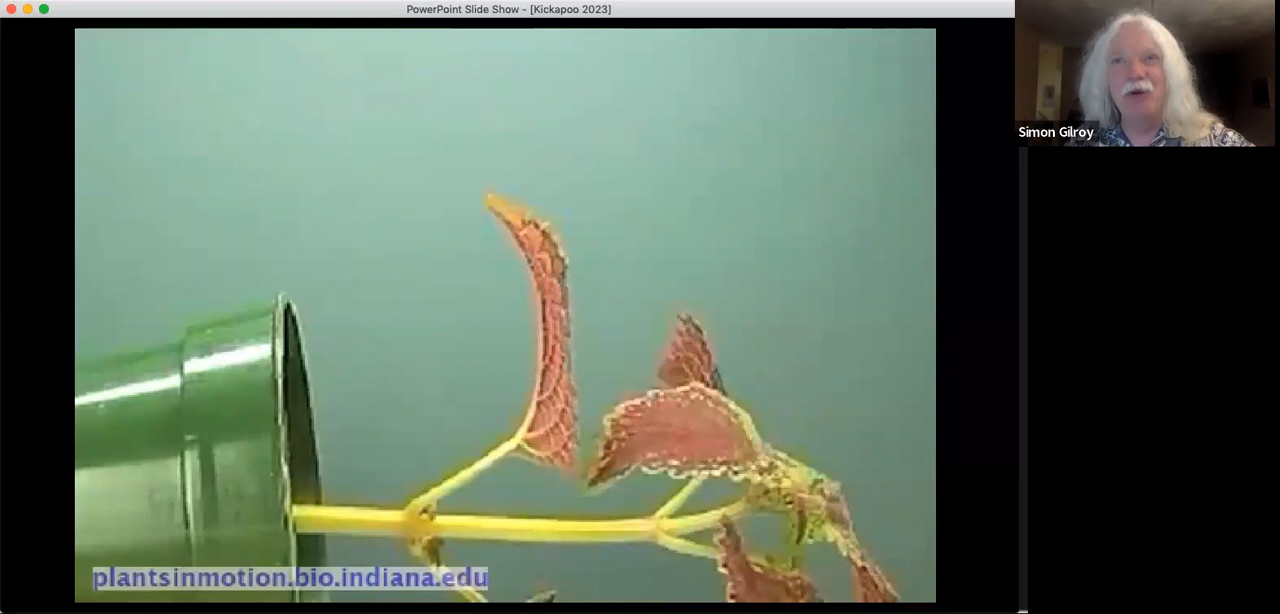 PowerPoint Slide Show - [Kickapoo 2023]
Simon Gilroy
plantsinmotion.bio.indiana.edu